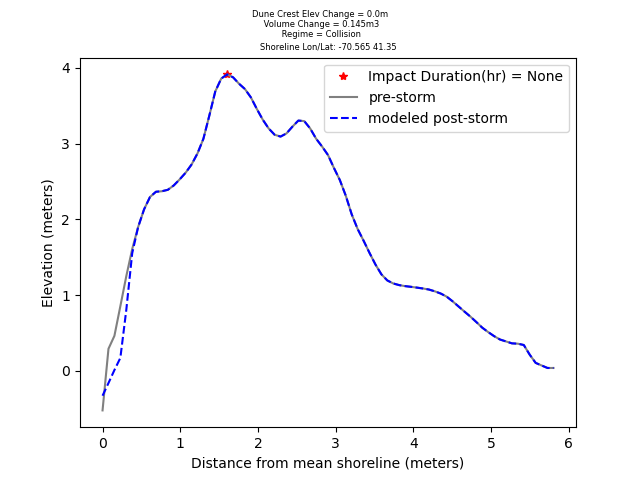 Dune Crest Elev Change = 0.0m
Volume Change = 0.145m3
Regime = Collision
Shoreline Lon/Lat: -70.565 41.35
Impact Duration(hr) = None
pre-storm
modeled post-storm
4
3
2
1
0
Elevation (meters)
0 1 2 3 4 5 6
Distance from mean shoreline (meters)